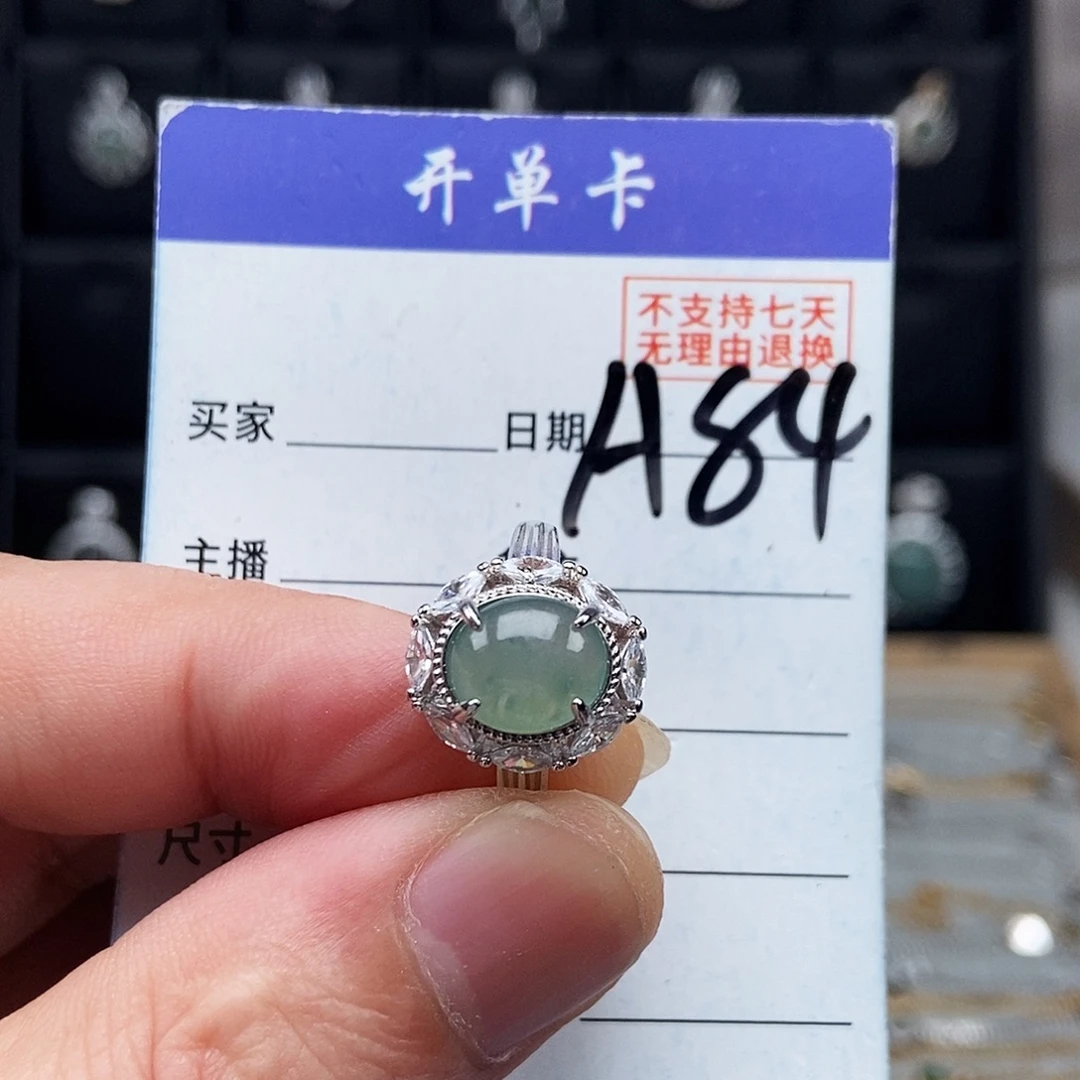 开单卡
不支持七天
无理由退换
买家 日期 A84
主播
尺寸